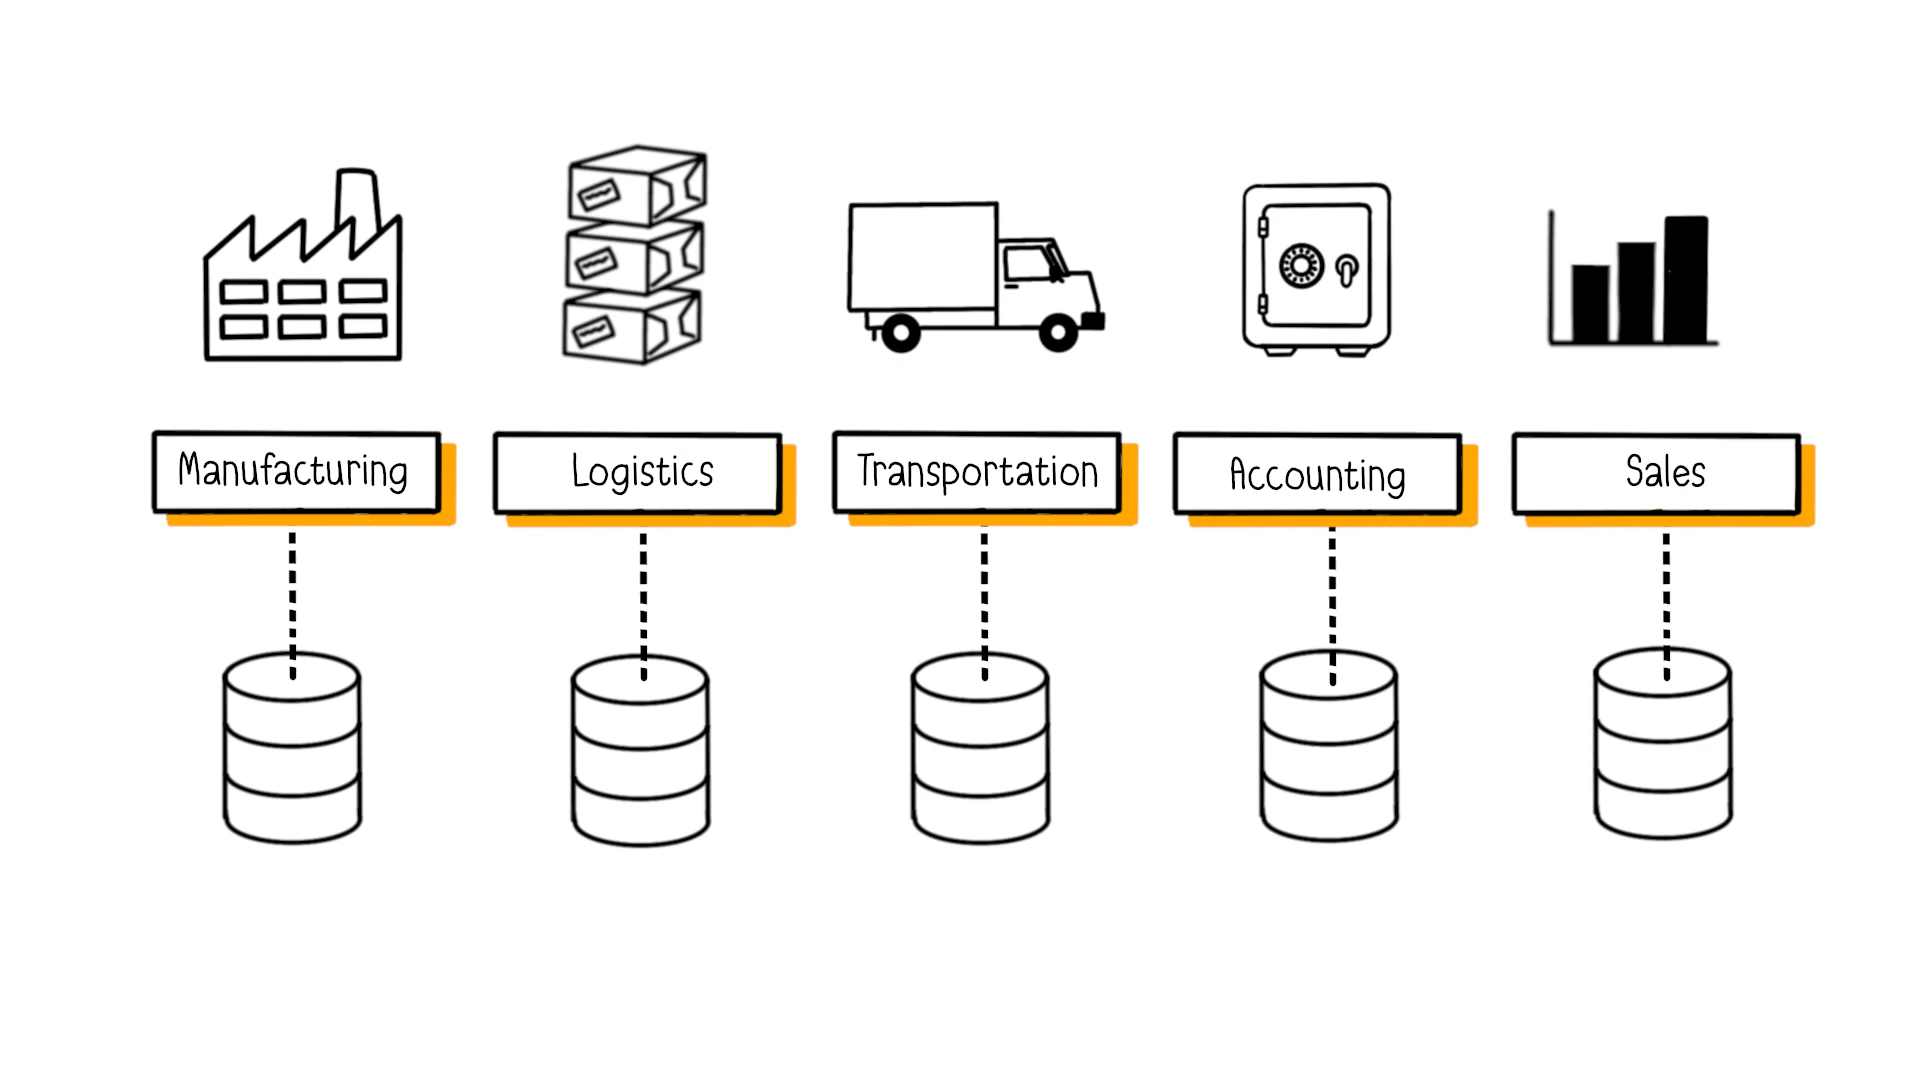 Manufacturing
Logistics
Transportation
Accounting
Sales